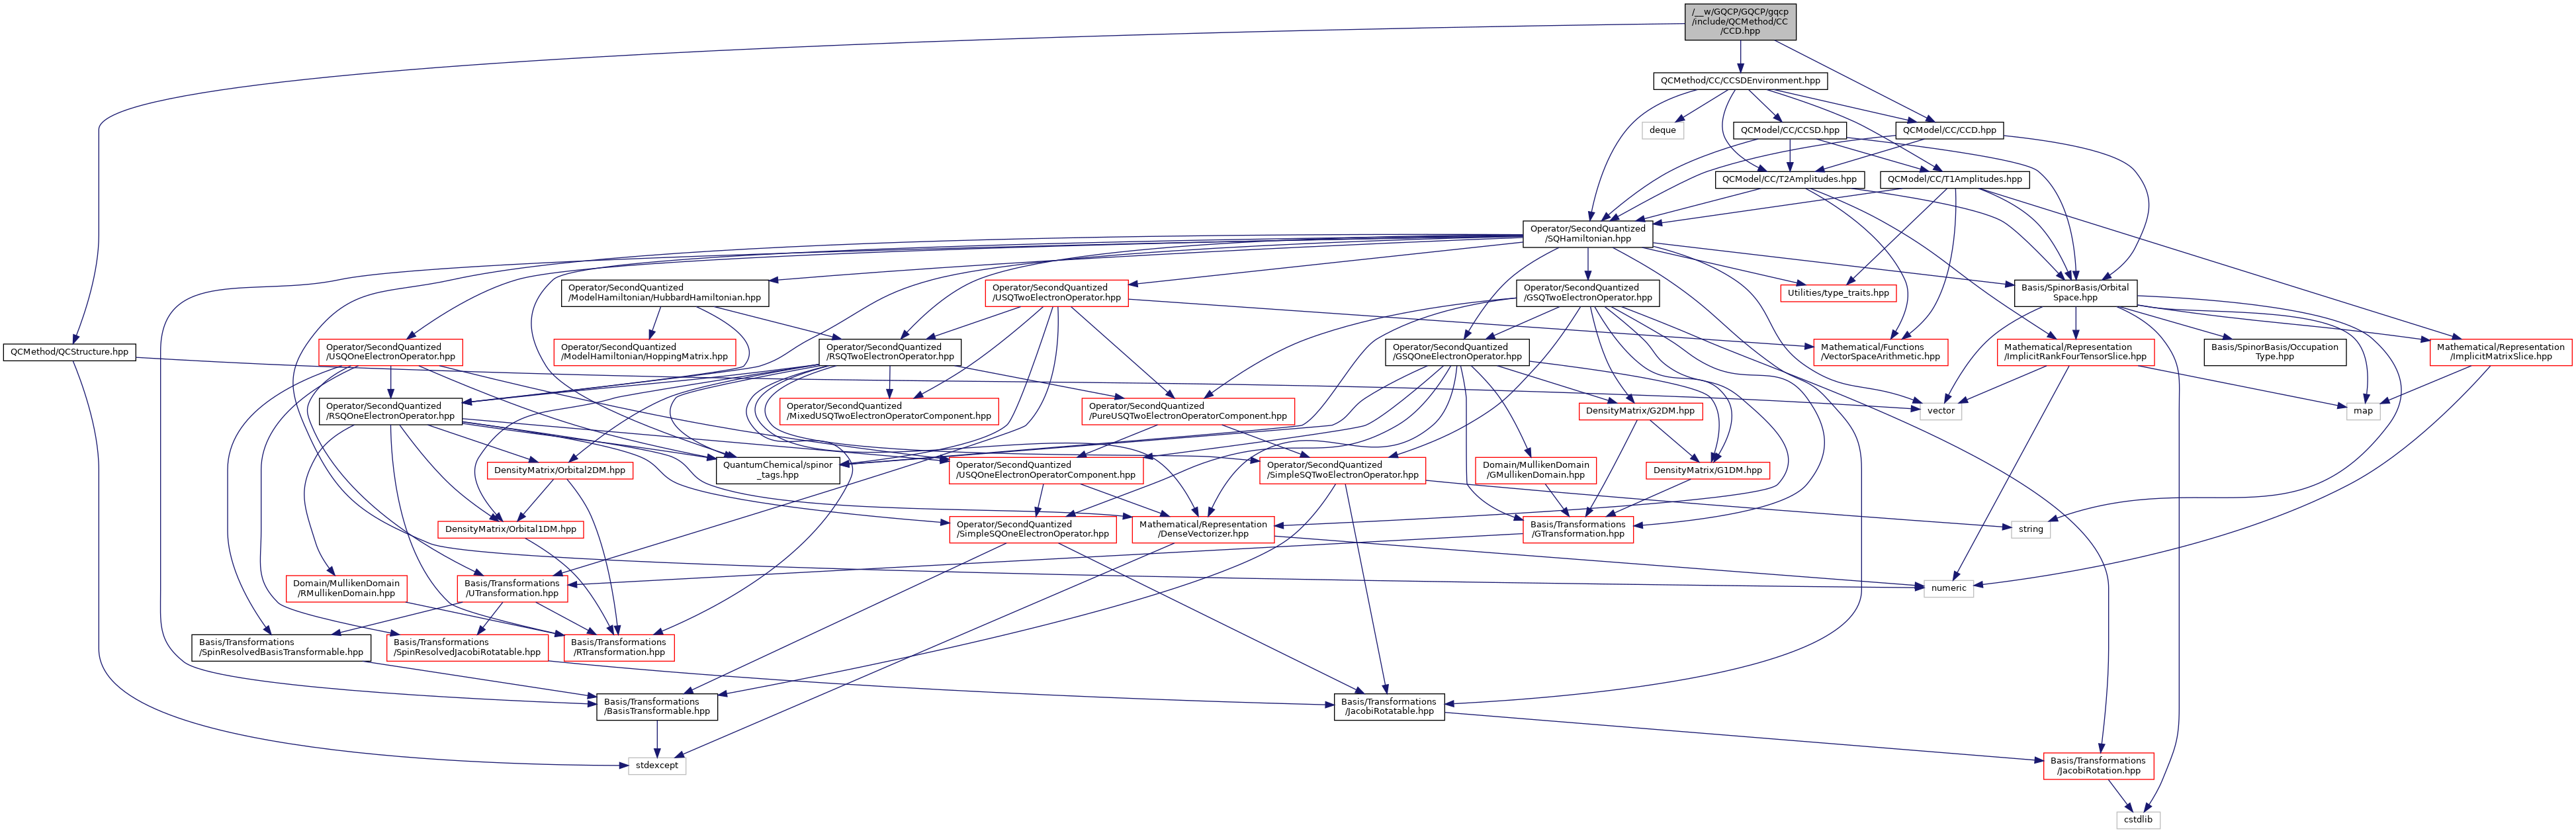 /__w/GQCP/GQCP/gqcp
/include/QCMethod/CC
/CCD.hpp
QCMethod/CC/CCSDEnvironment.hpp
deque
QCModel/CC/CCSD.hpp
QCModel/CC/CCD.hpp
QCModel/CC/T2Amplitudes.hpp
QCModel/CC/T1Amplitudes.hpp
Operator/SecondQuantized
/SQHamiltonian.hpp
Operator/SecondQuantized
/ModelHamiltonian/HubbardHamiltonian.hpp
Operator/SecondQuantized
/USQTwoElectronOperator.hpp
Operator/SecondQuantized
/GSQTwoElectronOperator.hpp
Utilities/type_traits.hpp
Basis/SpinorBasis/Orbital
Space.hpp
QCMethod/QCStructure.hpp
Operator/SecondQuantized
/USQOneElectronOperator.hpp
Operator/SecondQuantized
/ModelHamiltonian/HoppingMatrix.hpp
Operator/SecondQuantized
/RSQTwoElectronOperator.hpp
Operator/SecondQuantized
/GSQOneElectronOperator.hpp
Mathematical/Functions
/VectorSpaceArithmetic.hpp
Mathematical/Representation
/ImplicitRankFourTensorSlice.hpp
Basis/SpinorBasis/Occupation
Type.hpp
Mathematical/Representation
/ImplicitMatrixSlice.hpp
Operator/SecondQuantized
/RSQOneElectronOperator.hpp
Operator/SecondQuantized
/MixedUSQTwoElectronOperatorComponent.hpp
Operator/SecondQuantized
/PureUSQTwoElectronOperatorComponent.hpp
DensityMatrix/G2DM.hpp
vector
map
DensityMatrix/Orbital2DM.hpp
QuantumChemical/spinor
_tags.hpp
Operator/SecondQuantized
/USQOneElectronOperatorComponent.hpp
Operator/SecondQuantized
/SimpleSQTwoElectronOperator.hpp
Domain/MullikenDomain
/GMullikenDomain.hpp
DensityMatrix/G1DM.hpp
DensityMatrix/Orbital1DM.hpp
Operator/SecondQuantized
/SimpleSQOneElectronOperator.hpp
Mathematical/Representation
/DenseVectorizer.hpp
Basis/Transformations
/GTransformation.hpp
string
Domain/MullikenDomain
/RMullikenDomain.hpp
Basis/Transformations
/UTransformation.hpp
numeric
Basis/Transformations
/SpinResolvedBasisTransformable.hpp
Basis/Transformations
/SpinResolvedJacobiRotatable.hpp
Basis/Transformations
/RTransformation.hpp
Basis/Transformations
/BasisTransformable.hpp
Basis/Transformations
/JacobiRotatable.hpp
stdexcept
Basis/Transformations
/JacobiRotation.hpp
cstdlib